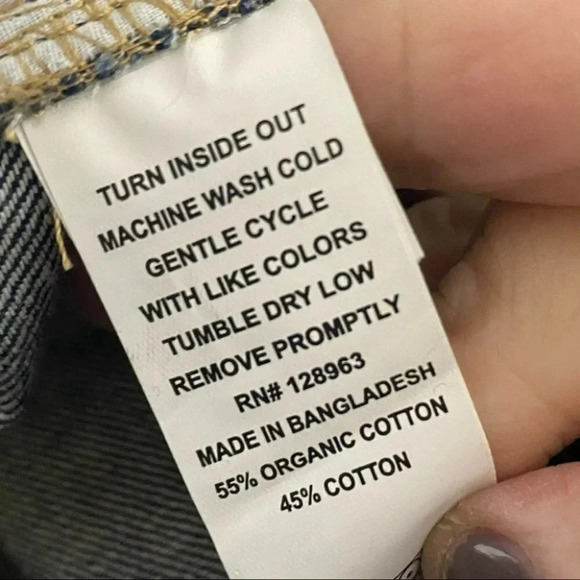 TURN INSIDE OUT
MACHINE WASH COLD
GENTLE CYCLE
WITH LIKE COLORS
TUMBLE DRY LOW
REMOVE PROMPTLY
RN# 128963
MADE IN BANGLADESH
55% ORGANIC COTTON
45% COTTON